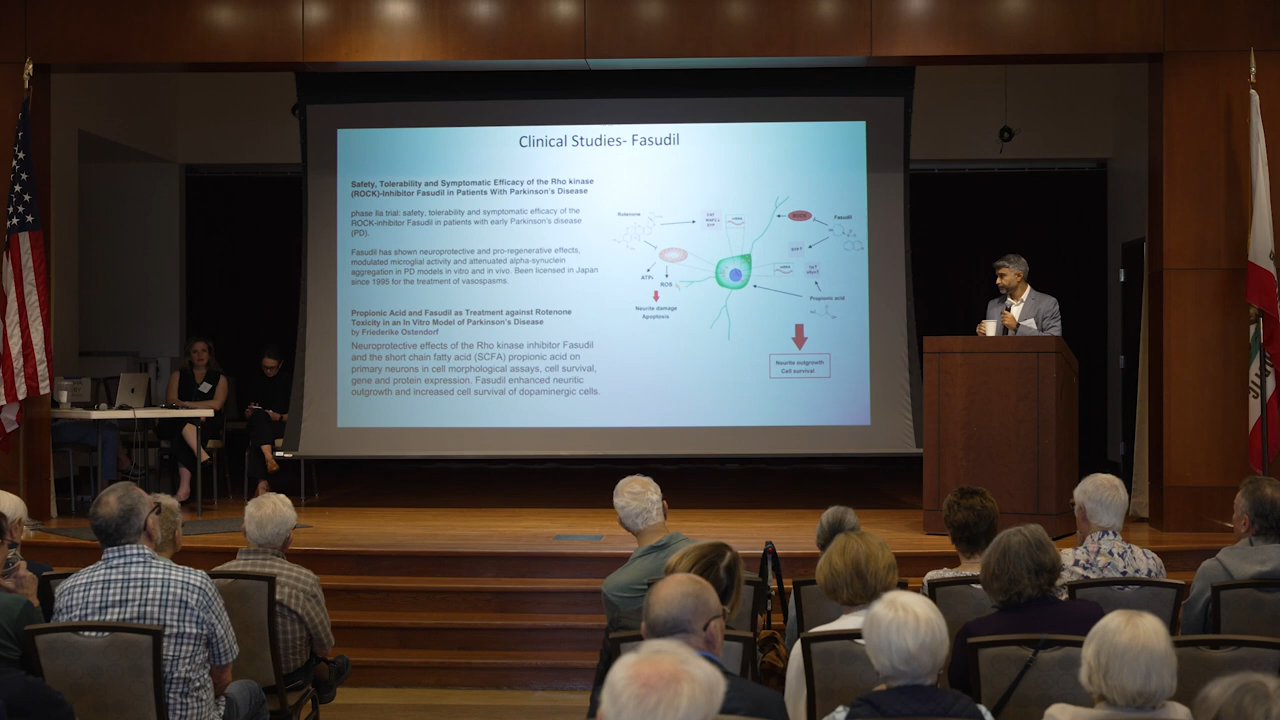 Clinical Studies- Fasudil
Safety, Tolerability and Symptomatic Efficacy of the Rho kinase
(ROCK)-Inhibitor Fasudil in Patients With Parkinson's Disease
phase IIa trial: safety, tolerability and symptomatic efficacy of the
ROCK-inhibitor Fasudil in patients with early Parkinson's disease
(PD).
Fasudil has shown neuroprotective and pro-regenerative effects,
modulated microglial activity and attenuated alpha-synuclein
aggregation in PD models in vitro and in vivo. Been licensed in Japan
since 1995 for the treatment of vasospasms.
Propionic Acid and Fasudil as Treatment against Rotenone
Toxicity in an In Vitro Model of Parkinson's Disease
by Friederike Ostendorf
Neuroprotective effects of the Rho kinase inhibitor Fasudil
and the short chain fatty acid (SCFA) propionic acid on
primary neurons in cell morphological assays, cell survival,
gene and protein expression. Fasudil enhanced neuritic
outgrowth and increased cell survival of dopaminergic cells.
Rotenone
ROCK
Fasudil
ROS
Neurite damage
Apoptosis
Propionic acid
Neurite outgrowth
Cell survival